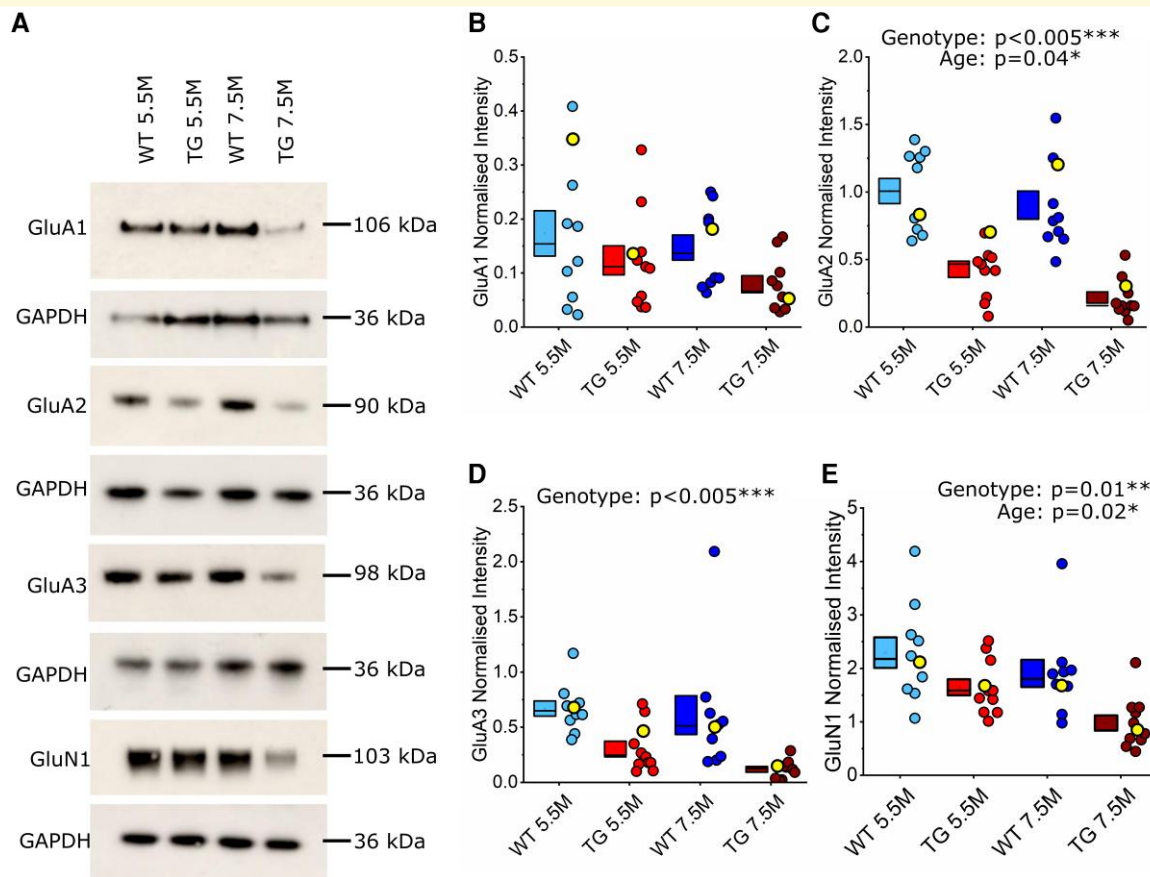 A
WT 5.5M
TG 5.5M
WT 7.5M
TG 7.5M
GluA1
106 kDa
GAPDH
36 kDa
GluA2
90 kDa
GAPDH
36 kDa
GluA3
98 kDa
GAPDH
36 kDa
GluN1
103 kDa
GAPDH
36 kDa
B
GluA1 Normalised Intensity
0.5
0.4
0.3
0.2
0.1
0.0
WT 5.5M
TG 5.5M
WT 7.5M
TG 7.5M
C
Genotype: p<0.005***
Age: p=0.04*
GluA2 Normalised Intensity
2.0
1.5
1.0
0.5
0.0
WT 5.5M
TG 5.5M
WT 7.5M
TG 7.5M
D
Genotype: p<0.005***
GluA3 Normalised Intensity
2.5
2.0
1.5
1.0
0.5
0.0
WT 5.5M
TG 5.5M
WT 7.5M
TG 7.5M
E
Genotype: p=0.01**
Age: p=0.02*
GluN1 Normalised Intensity
5
4
3
2
1
0
WT 5.5M
TG 5.5M
WT 7.5M
TG 7.5M